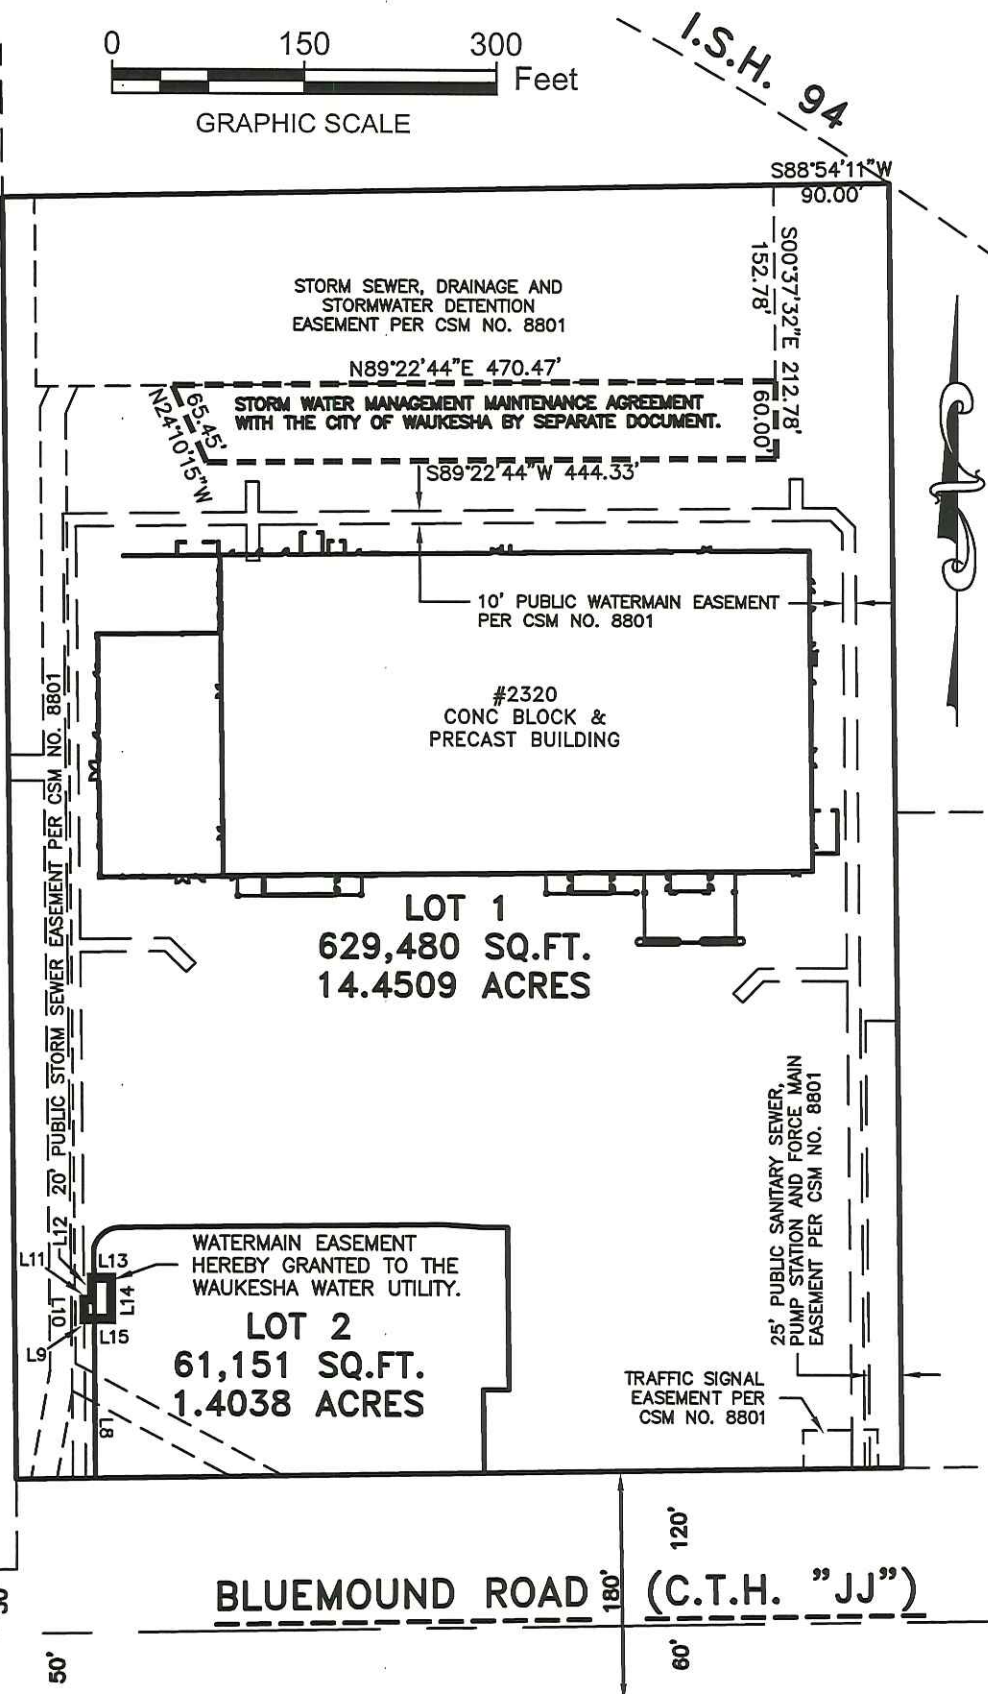 0 150 300
Feet
GRAPHIC SCALE
I.S.H. 94
S88°54'11"W
90.00'
S00°37'32"E 212.78'
152.78'
60.00'
STORM SEWER, DRAINAGE AND
STORMWATER DETENTION
EASEMENT PER CSM NO. 8801
N89°22'44"E 470.47'
65.45'
N24°10'15"W
STORM WATER MANAGEMENT MAINTENANCE AGREEMENT
WITH THE CITY OF WAUKESHA BY SEPARATE DOCUMENT.
S89°22'44"W 444.33'
10' PUBLIC WATERMAIN EASEMENT
PER CSM NO. 8801
#2320
CONC BLOCK &
PRECAST BUILDING
20' PUBLIC STORM SEWER EASEMENT PER CSM NO. 8801
LOT 1
629,480 SQ.FT.
14.4509 ACRES
25' PUBLIC SANITARY SEWER,
PUMP STATION AND FORCE MAIN
EASEMENT PER CSM NO. 8801
L12
L11
L13
L14
L10
L15
L9
L8
WATERMAIN EASEMENT
HEREBY GRANTED TO THE
WAUKESHA WATER UTILITY.
LOT 2
61,151 SQ.FT.
1.4038 ACRES
TRAFFIC SIGNAL
EASEMENT PER
CSM NO. 8801
BLUEMOUND ROAD (C.T.H. "JJ")
180'
120'
60'
50'